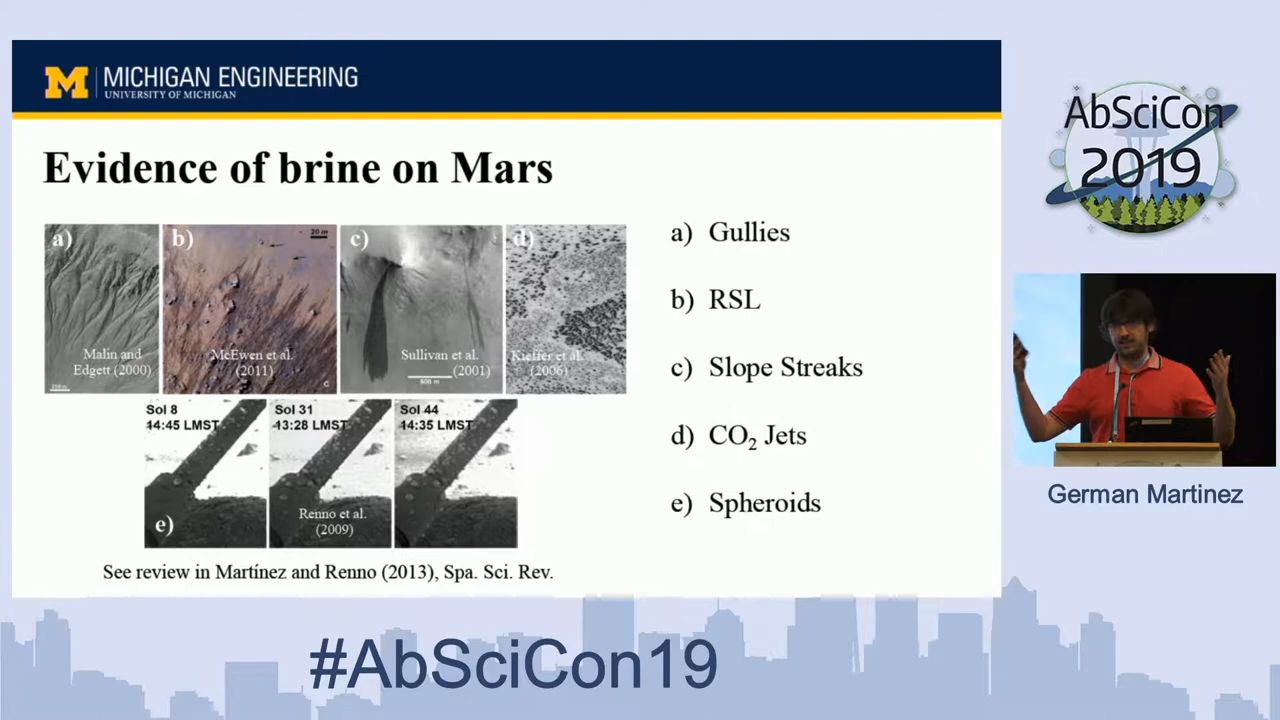 MICHIGAN ENGINEERING
UNIVERSITY OF MICHIGAN
Evidence of brine on Mars
a)
b)
20 m
c)
d)
Malin and
Edgett (2000)
McEwen et al.
(2011)
Sullivan et al.
(2001)
600 m
Kieffer et al.
(2006)
Sol 8
14:45 LMST
Sol 31
13:28 LMST
Sol 44
14:35 LMST
e)
Renno et al.
(2009)
See review in Martínez and Renno (2013), Spa. Sci. Rev.
a) Gullies
b) RSL
c) Slope Streaks
d) CO₂ Jets
e) Spheroids
AbSciCon
2019
German Martinez
#AbSciCon19